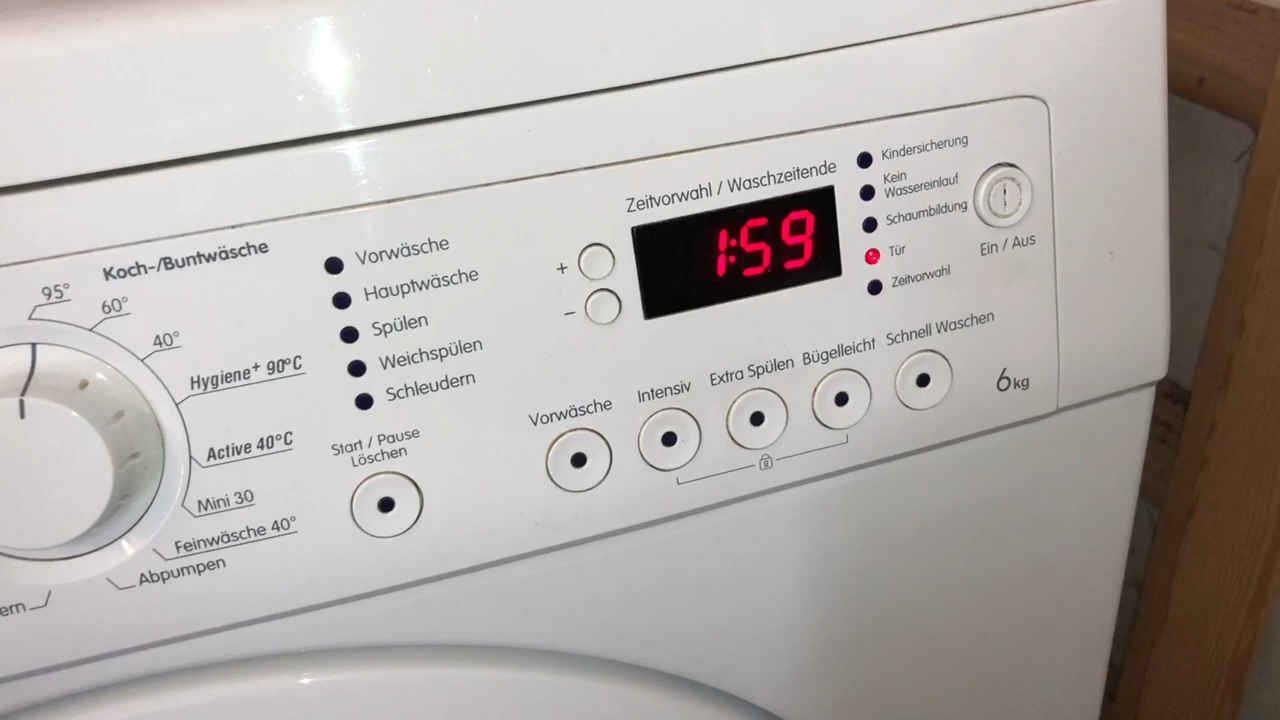 Koch-/Buntwäsche
95°
60°
40°
Hygiene+ 90°C
Active 40°C
Mini 30
Feinwäsche 40°
Abpumpen
ern
Vorwäsche
Hauptwäsche
Spülen
Weichspülen
Schleudern
Start / Pause
Löschen
Zeitvorwahl / Waschzeitende
+
−
1:59
Kindersicherung
Kein
Wassereinlauf
Schaumbildung
Tür
Zeitvorwahl
Ein / Aus
Vorwäsche
Intensiv
Extra Spülen
Bügelleicht
Schnell Waschen
6kg